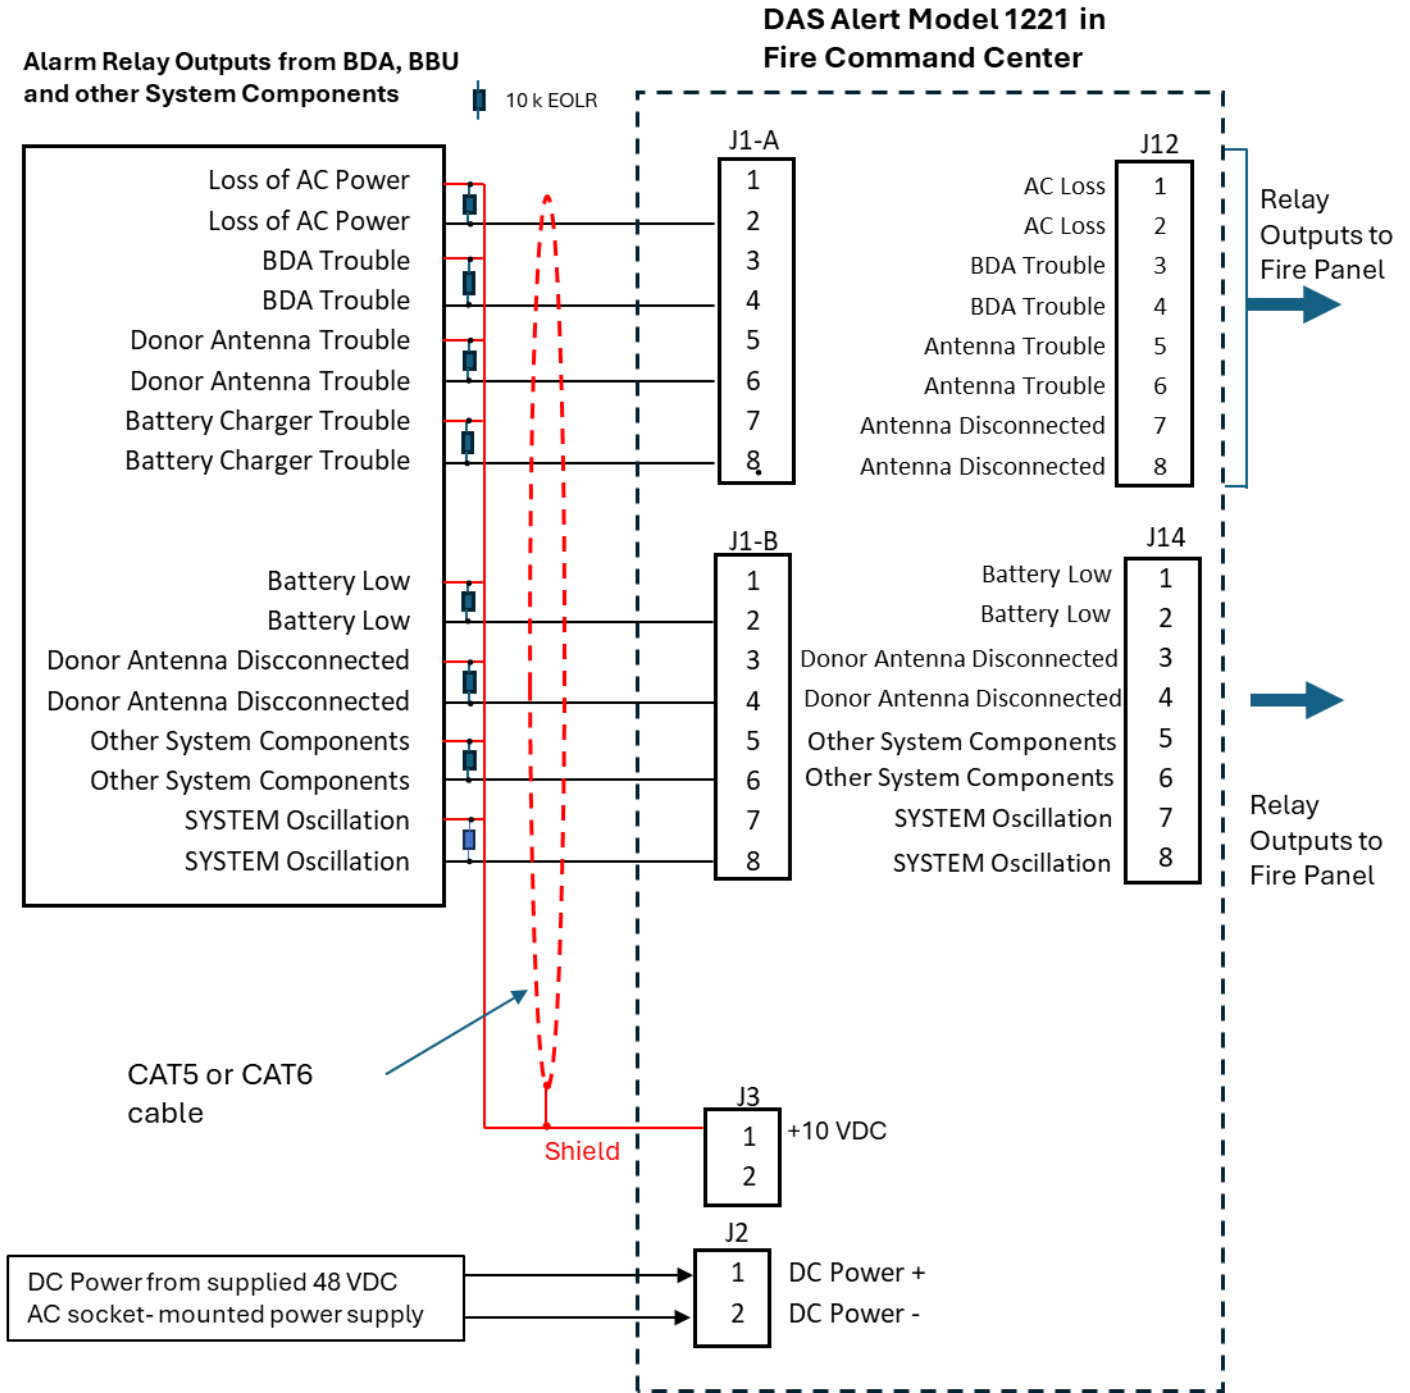 DAS Alert Model 1221 in
Fire Command Center
Alarm Relay Outputs from BDA, BBU
and other System Components
10 k EOLR
Loss of AC Power
Loss of AC Power
BDA Trouble
BDA Trouble
Donor Antenna Trouble
Donor Antenna Trouble
Battery Charger Trouble
Battery Charger Trouble
Battery Low
Battery Low
Donor Antenna Discconnected
Donor Antenna Discconnected
Other System Components
Other System Components
SYSTEM Oscillation
SYSTEM Oscillation
J1-A
1
2
3
4
5
6
7
8
J1-B
1
2
3
4
5
6
7
8
J12
AC Loss 1
AC Loss 2
BDA Trouble 3
BDA Trouble 4
Antenna Trouble 5
Antenna Trouble 6
Antenna Disconnected 7
Antenna Disconnected 8
Relay
Outputs to
Fire Panel
J14
Battery Low 1
Battery Low 2
Donor Antenna Disconnected 3
Donor Antenna Disconnected 4
Other System Components 5
Other System Components 6
SYSTEM Oscillation 7
SYSTEM Oscillation 8
Relay
Outputs to
Fire Panel
CAT5 or CAT6
cable
Shield
J3
1 +10 VDC
2
J2
1 DC Power +
2 DC Power -
DC Power from supplied 48 VDC
AC socket- mounted power supply